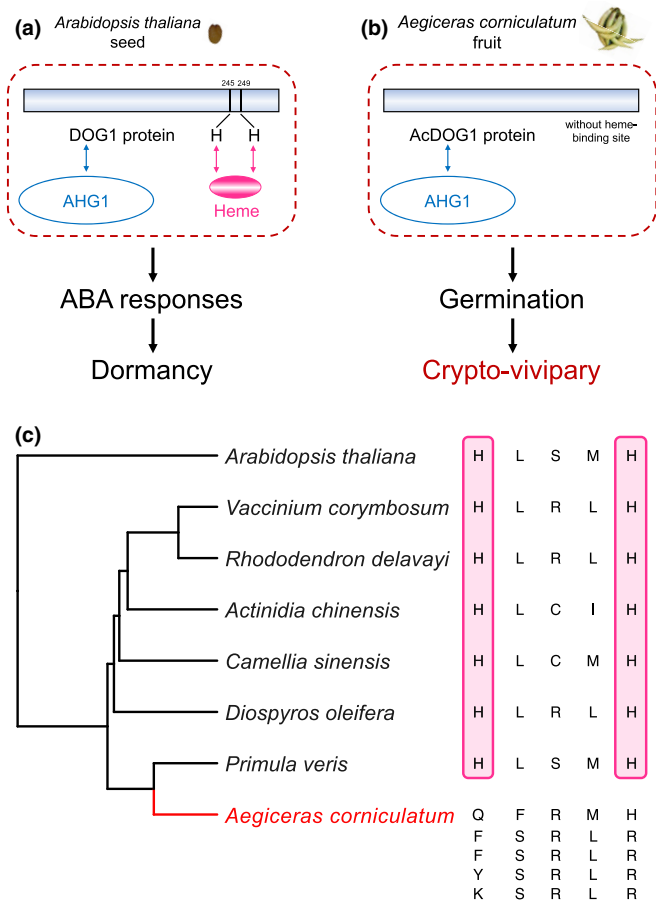 (a)
Arabidopsis thaliana
seed
245 249
DOG1 protein
H H
AHG1
Heme
ABA responses
Dormancy
(b)
Aegiceras corniculatum
fruit
AcDOG1 protein
without heme-
binding site
AHG1
Germination
Crypto-vivipary
(c)
Arabidopsis thaliana H L S M H
Vaccinium corymbosum H L R L H
Rhododendron delavayi H L R L H
Actinidia chinensis H L C I H
Camellia sinensis H L C M H
Diospyros oleifera H L R L H
Primula veris H L S M H
Aegiceras corniculatum Q F R M H
F S R L R
F S R L R
Y S R L R
K S R L R